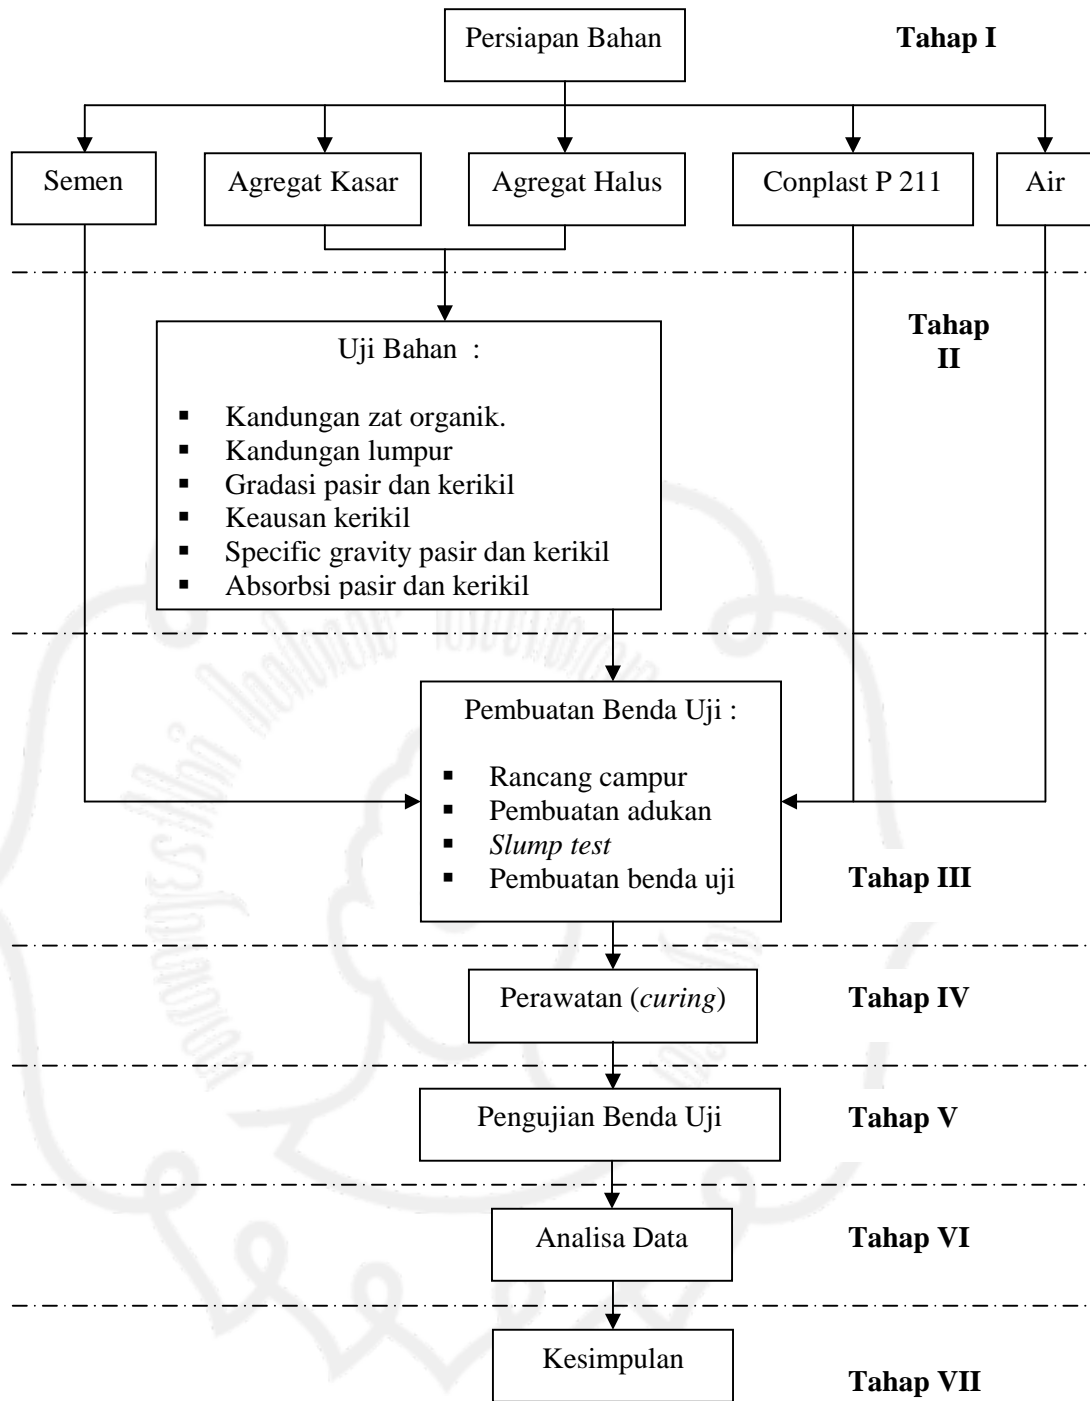 Persiapan Bahan
Tahap I
Semen
Agregat Kasar
Agregat Halus
Conplast P 211
Air
Tahap
II
Uji Bahan :
▪ Kandungan zat organik.
▪ Kandungan lumpur
▪ Gradasi pasir dan kerikil
▪ Keausan kerikil
▪ Specific gravity pasir dan kerikil
▪ Absorbsi pasir dan kerikil
Pembuatan Benda Uji :
▪ Rancang campur
▪ Pembuatan adukan
▪ Slump test
▪ Pembuatan benda uji
Tahap III
Perawatan (curing)
Tahap IV
Pengujian Benda Uji
Tahap V
Analisa Data
Tahap VI
Kesimpulan
Tahap VII